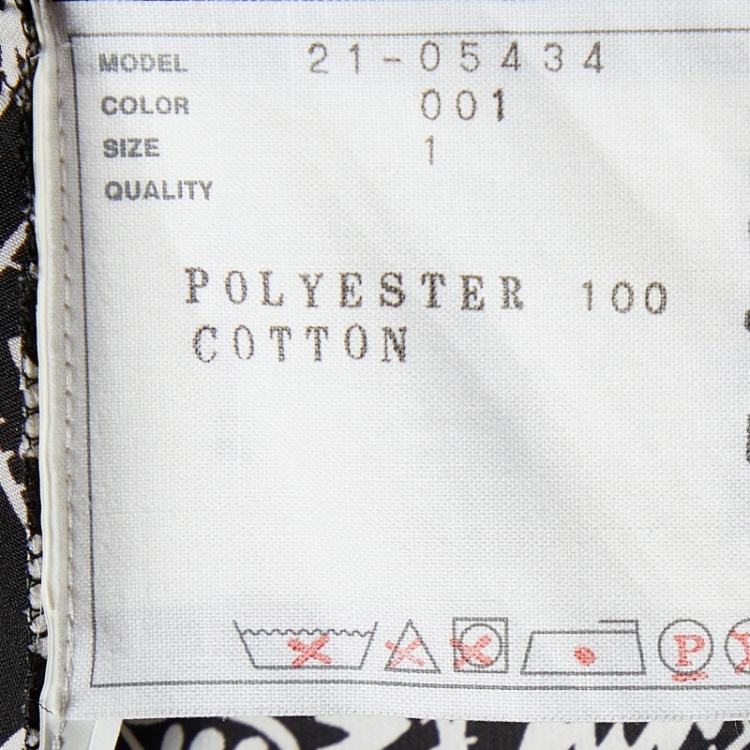 MODEL 21-05434
COLOR 001
SIZE 1
QUALITY
POLYESTER 100
COTTON
P